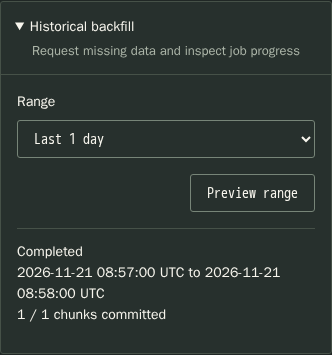 ▼ Historical backfill
Request missing data and inspect job progress
Range
Last 1 day
Preview range
Completed
2026-11-21 08:57:00 UTC to 2026-11-21
08:58:00 UTC
1 / 1 chunks committed